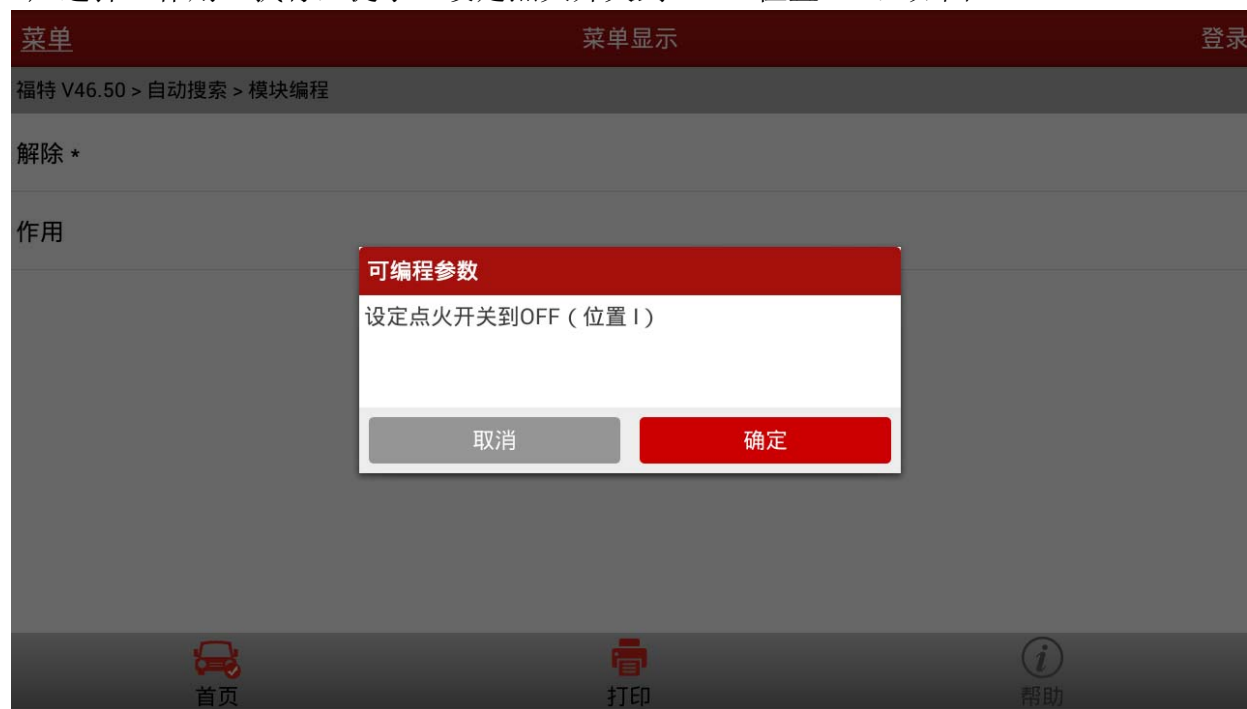 菜单
菜单显示
登录
福特 V46.50 > 自动搜索 > 模块编程
解除 *
作用
可编程参数
设定点火开关到OFF ( 位置 I )
取消
确定
首页
打印
帮助